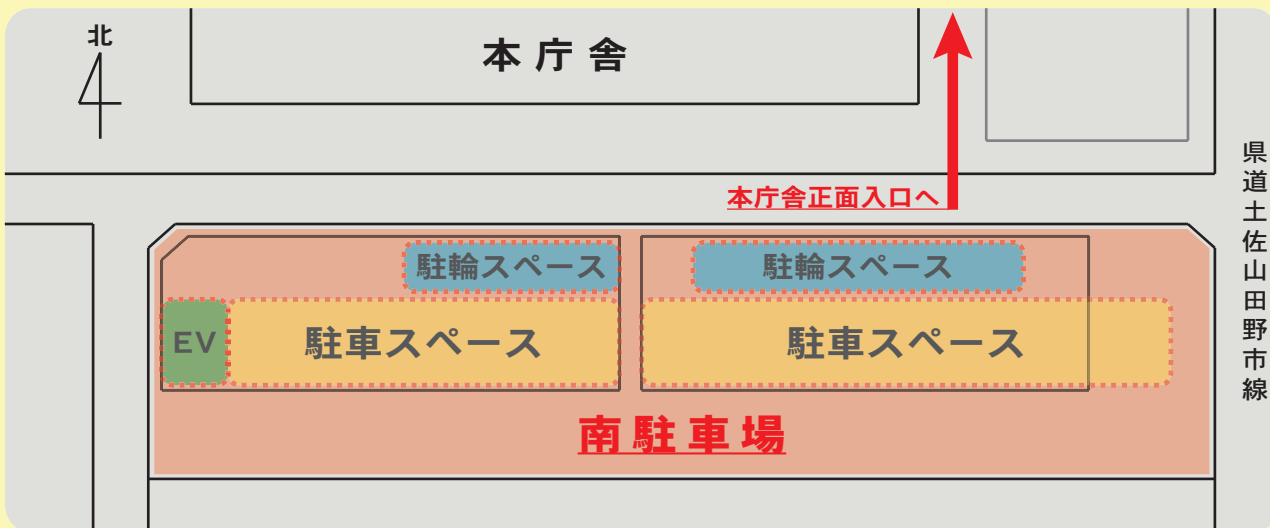 北
本庁舎
本庁舎正面入口へ
県道土佐山田野市線
駐輪スペース
駐輪スペース
EV
駐車スペース
駐車スペース
南駐車場